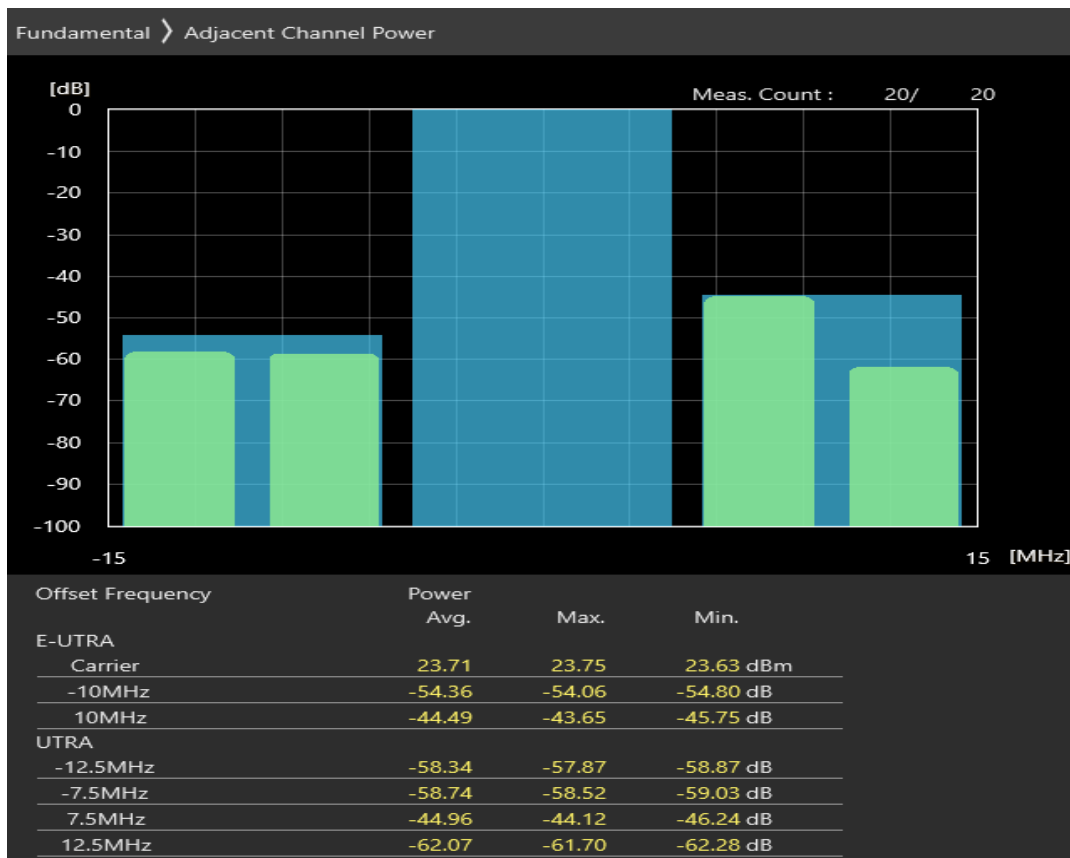 Fundamental 〉 Adjacent Channel Power
[dB]
Meas. Count : 20/ 20
0
-10
-20
-30
-40
-50
-60
-70
-80
-90
-100
-15 15 [MHz]
Offset Frequency Power
Avg. Max. Min.
E-UTRA
Carrier 23.71 23.75 23.63 dBm
-10MHz -54.36 -54.06 -54.80 dB
10MHz -44.49 -43.65 -45.75 dB
UTRA
-12.5MHz -58.34 -57.87 -58.87 dB
-7.5MHz -58.74 -58.52 -59.03 dB
7.5MHz -44.96 -44.12 -46.24 dB
12.5MHz -62.07 -61.70 -62.28 dB